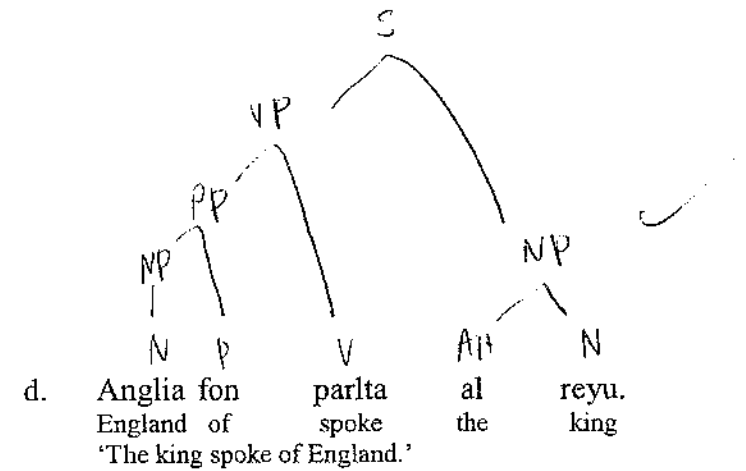 S
VP
PP
NP NP
N P V Art N
d. Anglia fon parlta al reyu.
England of spoke the king
‘The king spoke of England.’